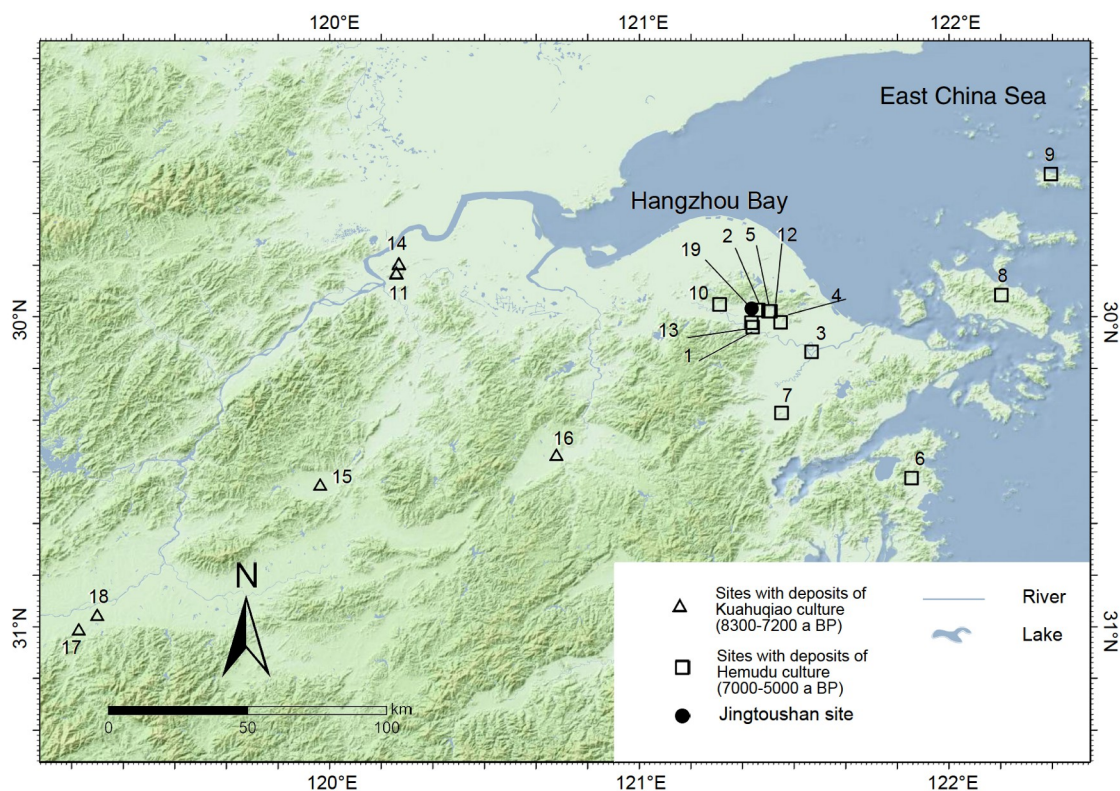 120°E
121°E
122°E
East China Sea
9
Hangzhou Bay
14
2
5
12
19
8
11
10
4
30°N
30°N
13
3
1
7
16
6
15
N
18
17
31°N
31°N
km
0
50
100
Sites with deposits of
Kuahuqiao culture
(8300-7200 a BP)
River
Lake
Sites with deposits of
Hemudu culture
(7000-5000 a BP)
Jingtoushan site
120°E
121°E
122°E